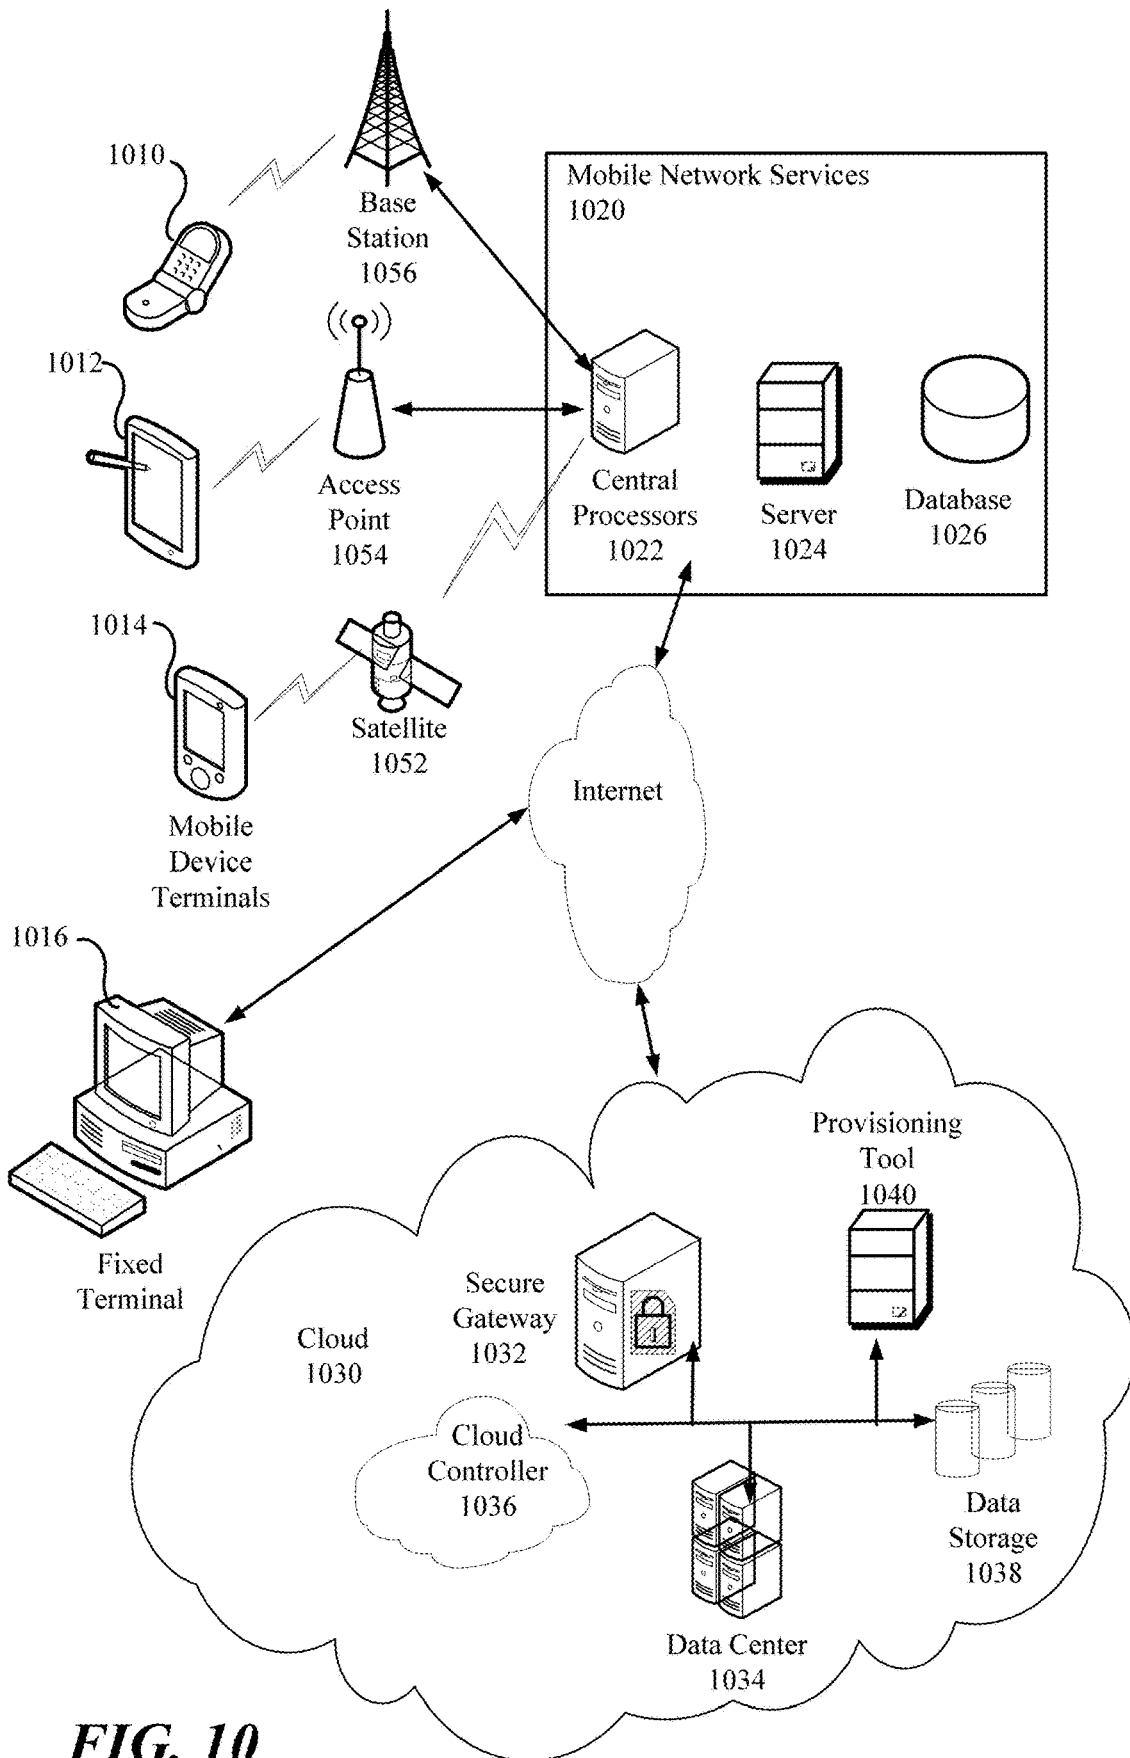 1010
Base
Station
1056
Mobile Network Services
1020
1012
Access
Point
1054
Central
Processors
1022
Server
1024
Database
1026
1014
Satellite
1052
Mobile
Device
Terminals
Internet
1016
Fixed
Terminal
Provisioning
Tool
1040
Secure
Gateway
1032
Cloud
1030
Cloud
Controller
1036
Data
Storage
1038
Data Center
1034
FIG. 10